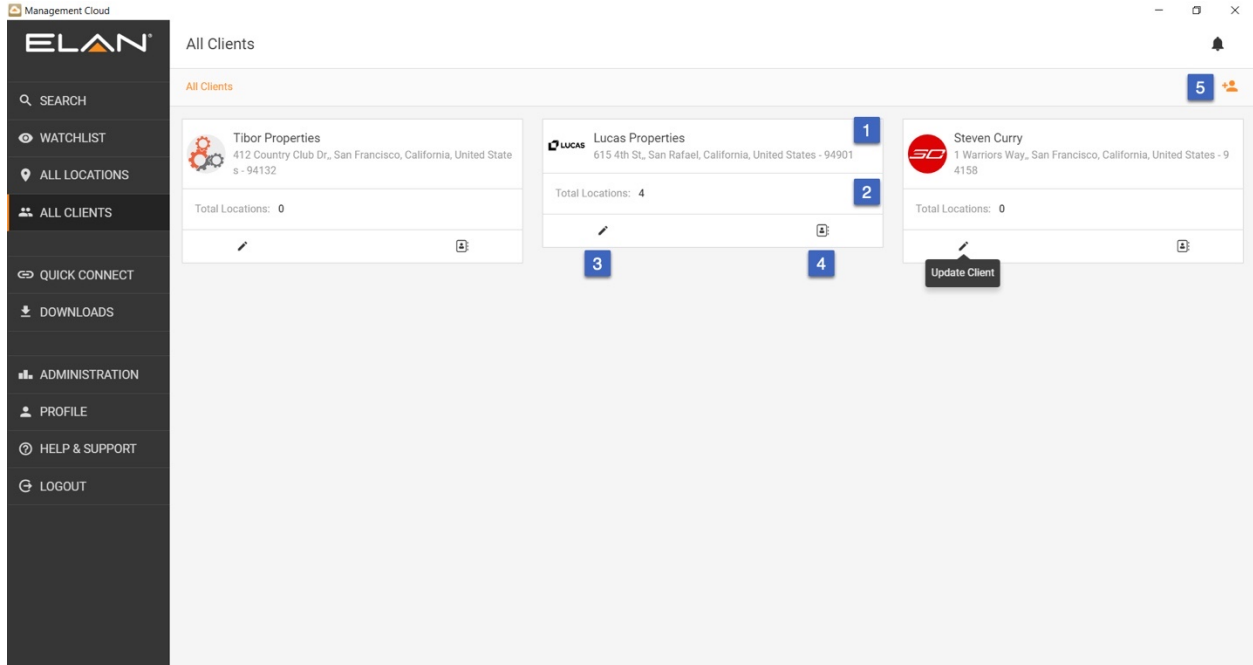 Management Cloud
ELAN
All Clients
All Clients
5
SEARCH
WATCHLIST
ALL LOCATIONS
ALL CLIENTS
QUICK CONNECT
DOWNLOADS
ADMINISTRATION
PROFILE
HELP & SUPPORT
LOGOUT
Tibor Properties
412 Country Club Dr,, San Francisco, California, United State
s - 94132
Total Locations: 0
LUCAS
Lucas Properties
1
615 4th St,, San Rafael, California, United States - 94901
Total Locations: 4
2
3
4
SC
Steven Curry
1 Warriors Way,, San Francisco, California, United States - 9
4158
Total Locations: 0
Update Client